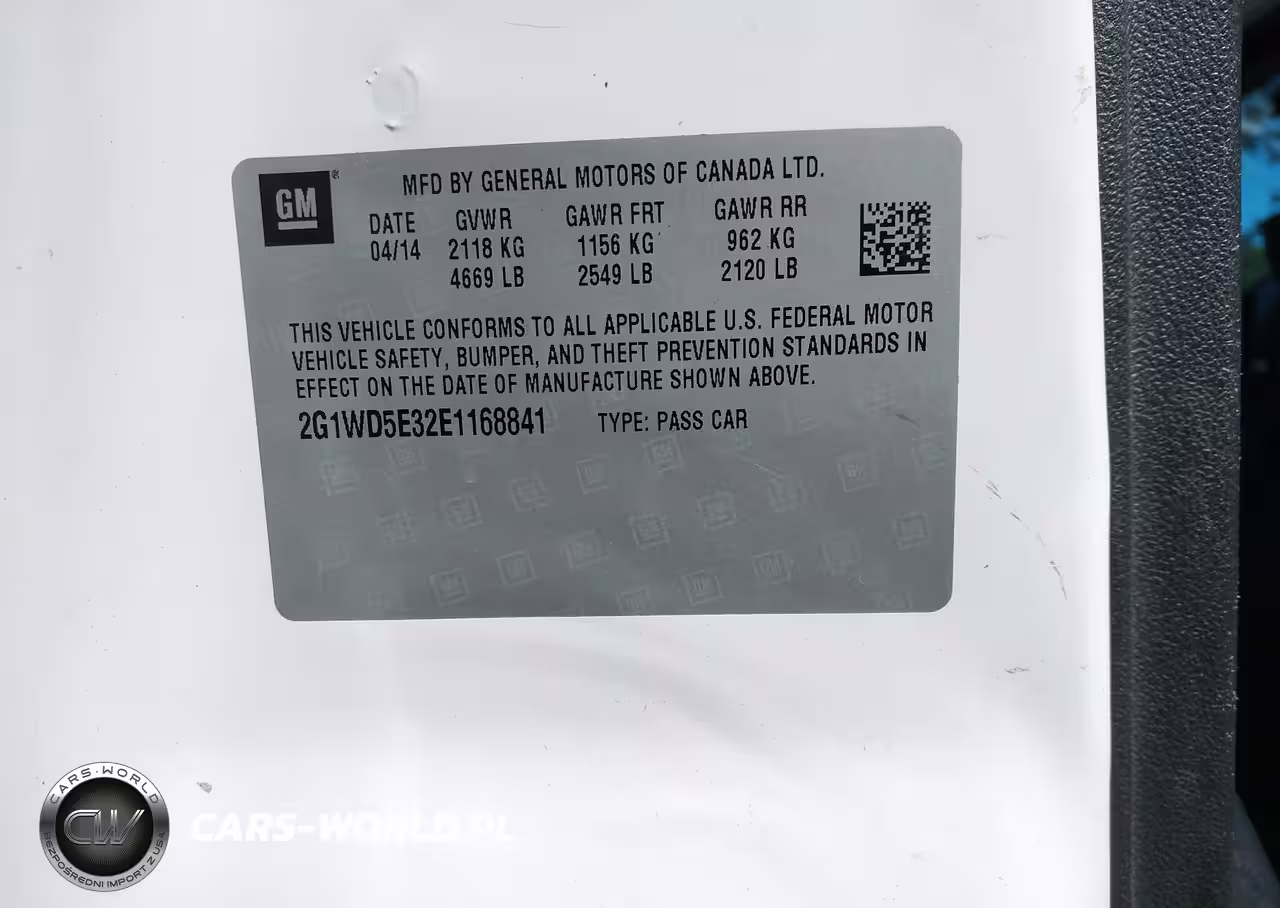 GM
MFD BY GENERAL MOTORS OF CANADA LTD.
DATE GVWR GAWR FRT GAWR RR
04/14 2118 KG 1156 KG 962 KG
4669 LB 2549 LB 2120 LB
THIS VEHICLE CONFORMS TO ALL APPLICABLE U.S. FEDERAL MOTOR
VEHICLE SAFETY, BUMPER, AND THEFT PREVENTION STANDARDS IN
EFFECT ON THE DATE OF MANUFACTURE SHOWN ABOVE.
2G1WD5E32E1168841 TYPE: PASS CAR
CARS·WORLD
CW
BEZPOŚREDNI IMPORT Z USA
CARS-WORLD.PL